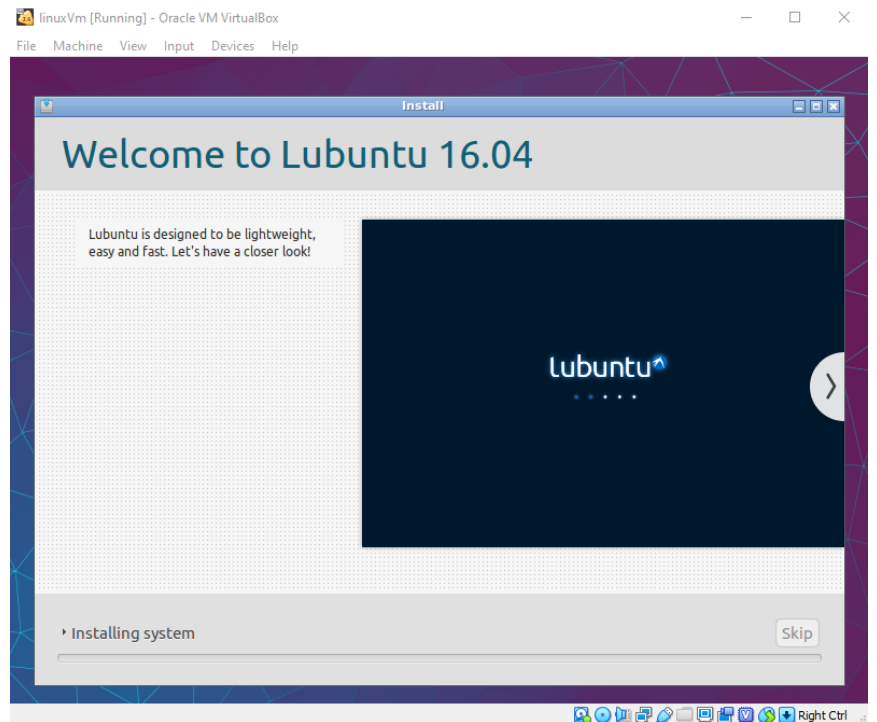 linuxVm [Running] - Oracle VM VirtualBox
File Machine View Input Devices Help
Install
Welcome to Lubuntu 16.04
Lubuntu is designed to be lightweight,
easy and fast. Let's have a closer look!
lubuntu
Installing system
Skip
Right Ctrl